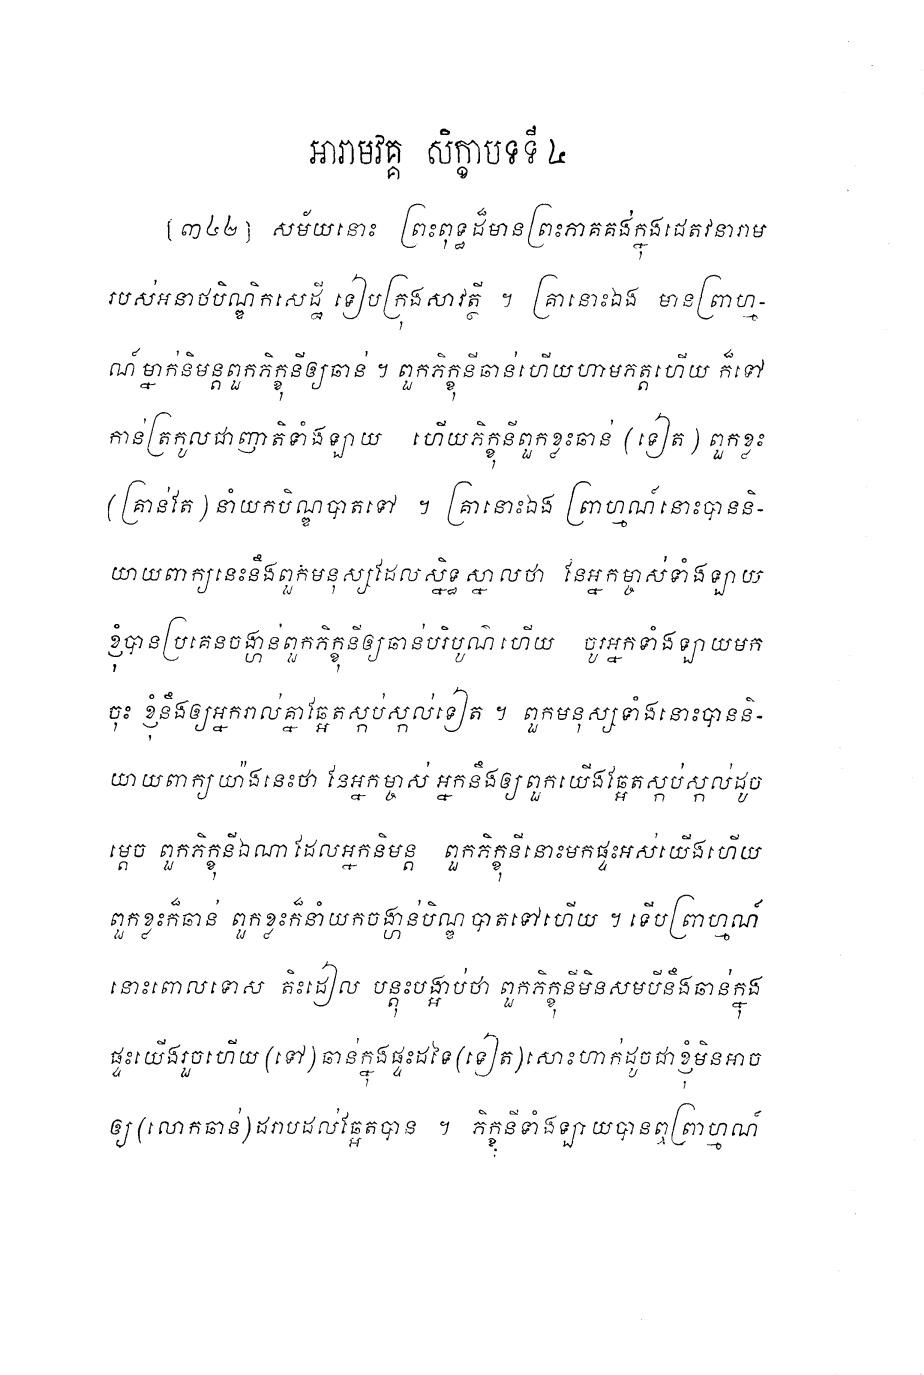 អារាមវគ្គ សិក្ខាបទទី ៤
[៣៤៤] សម័យនោះ ព្រះពុទ្ធដ៏មានព្រះភាគគង់ក្នុងជេតវនារាម
របស់អនាថបិណ្ឌិកសេដ្ឋី ទៀបក្រុងសាវត្ថី ។ គ្រានោះឯង មានព្រាហ្ម-
ណ៍ម្នាក់និមន្តពួកភិក្ខុនីឲ្យឆាន់ ។ ពួកភិក្ខុនីឆាន់ហើយហាមភត្តហើយ ក៏ទៅ
កាន់ត្រកូលជាញាតិទាំងឡាយ ហើយភិក្ខុនីពួកខ្លះឆាន់ (ទៀត) ពួកខ្លះ
(គ្រាន់តែ) នាំយកបិណ្ឌបាតទៅ ។ គ្រានោះឯង ព្រាហ្មណ៍នោះបាននិ-
យាយពាក្យនេះនឹងពួកមនុស្សដែលស្និទ្ធស្នាលថា នែអ្នកម្ចាស់ទាំងឡាយ
ខ្ញុំបានប្រគេនចង្ហាន់ពួកភិក្ខុនីឲ្យឆាន់បរិបូណ៌ហើយ ចូរអ្នកទាំងឡាយមក
ចុះ ខ្ញុំនឹងឲ្យអ្នករាល់គ្នាឆ្អែតស្កប់ស្កល់ទៀត ។ ពួកមនុស្សទាំងនោះបាននិ-
យាយពាក្យយ៉ាងនេះថា នែអ្នកម្ចាស់ អ្នកនឹងឲ្យពួកយើងឆ្អែតស្កប់ស្កល់ដូច
ម្តេច ពួកភិក្ខុនីឯណាដែលអ្នកនិមន្ត ពួកភិក្ខុនីនោះមកផ្ទះអស់យើងហើយ
ពួកខ្លះក៏ឆាន់ ពួកខ្លះក៏នាំយកចង្ហាន់បិណ្ឌបាតទៅហើយ ។ ទើបព្រាហ្មណ៍
នោះពោលទោស តិះដៀល បន្តុះបង្អាប់ថា ពួកភិក្ខុនីមិនសមបីនឹងឆាន់ក្នុង
ផ្ទះយើងរួចហើយ (ទៅ) ឆាន់ក្នុងផ្ទះដទៃ (ទៀត) សោះហាក់ដូចជាខ្ញុំមិនអាច
ឲ្យ (លោកឆាន់) ដរាបដល់ឆ្អែតបាន ។ ភិក្ខុនីទាំងឡាយបានឮព្រាហ្មណ៍